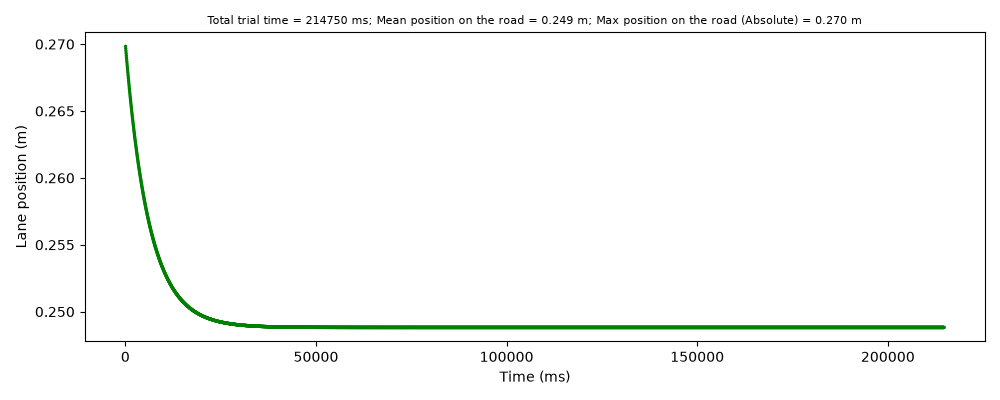 Total trial time = 214750 ms; Mean position on the road = 0.249 m; Max position on the road (Absolute) = 0.270 m
Lane position (m)
0.270
0.265
0.260
0.255
0.250
0 50000 100000 150000 200000
Time (ms)